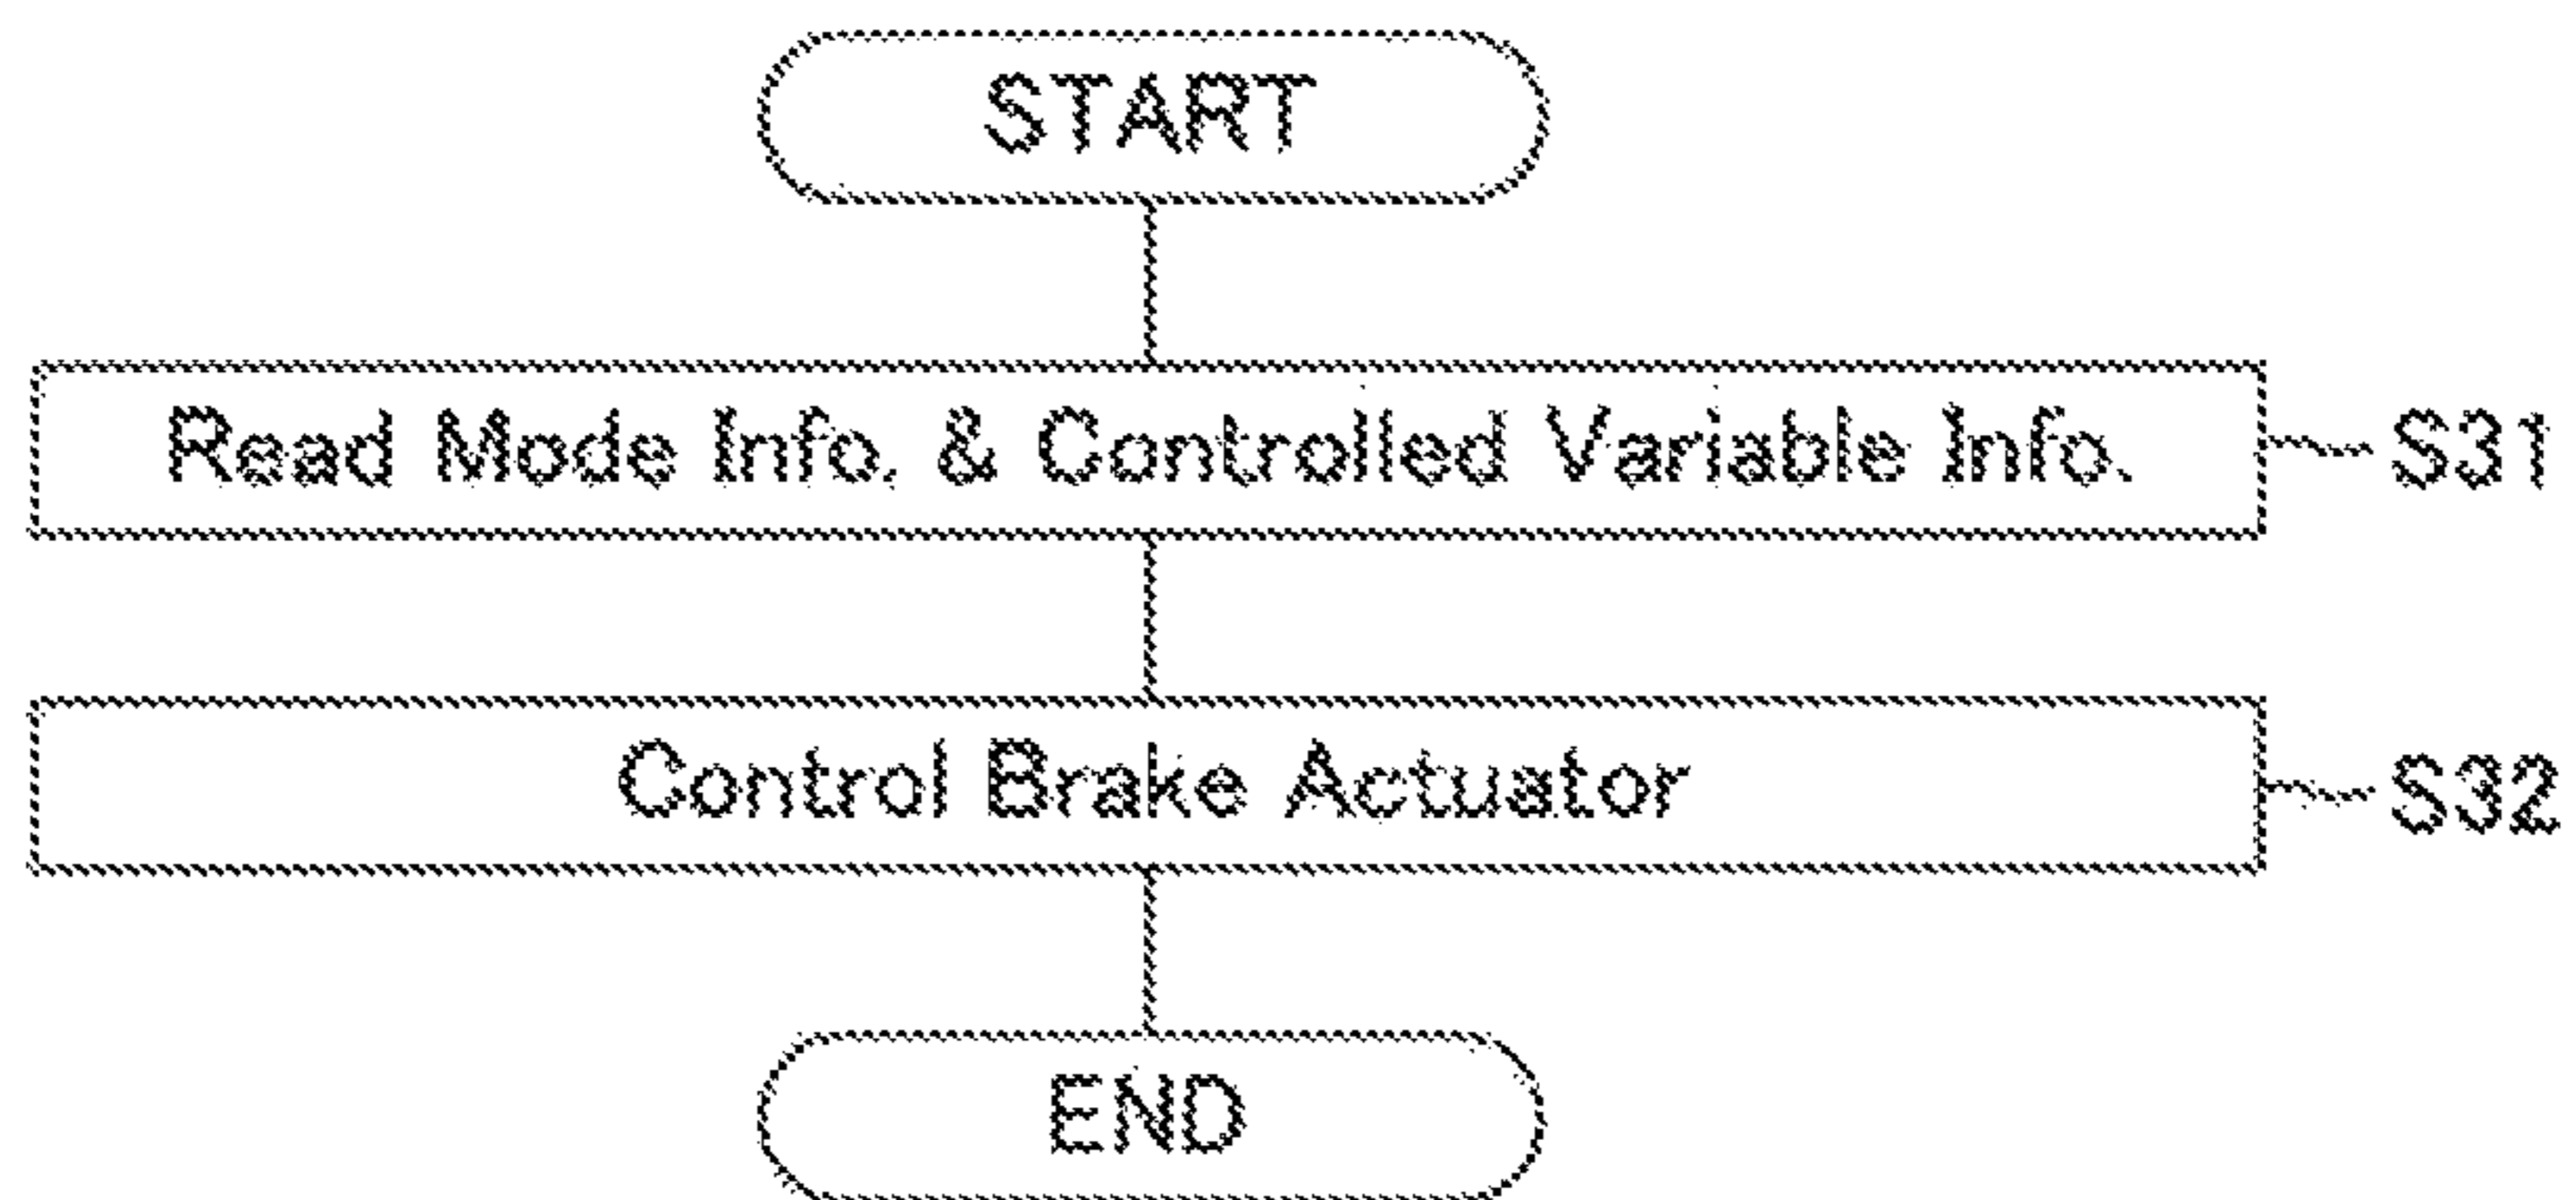 START
Read Mode Info. & Controlled Variable Info. S31
Control Brake Actuator S32
END